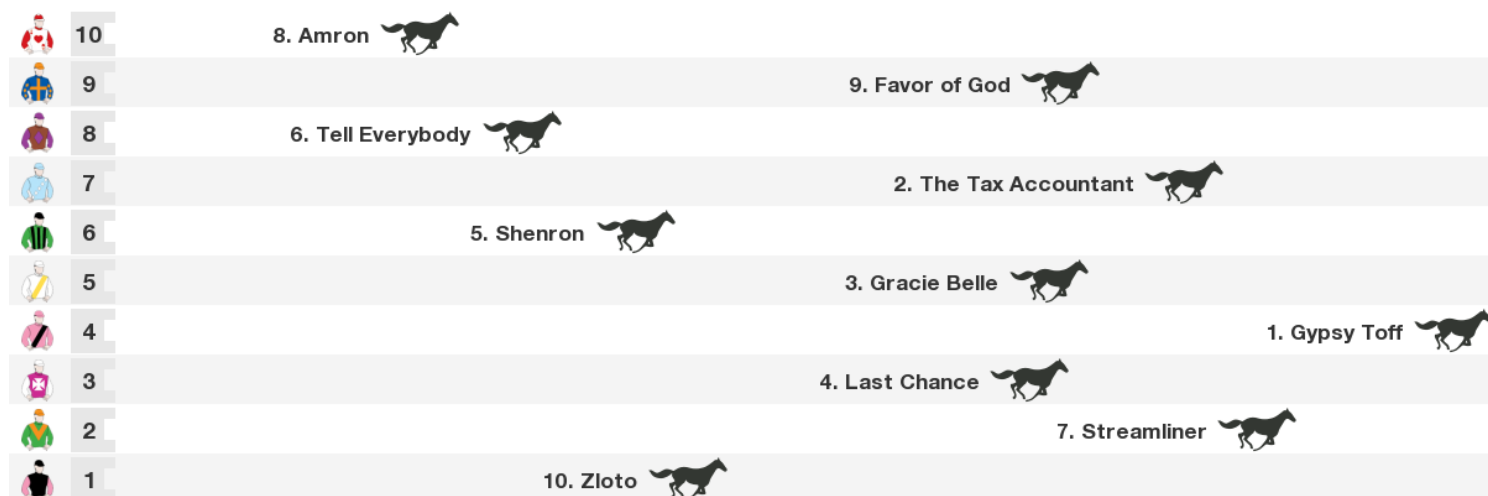 10 8. Amron
9 9. Favor of God
8 6. Tell Everybody
7 2. The Tax Accountant
6 5. Shenron
5 3. Gracie Belle
4 1. Gypsy Toff
3 4. Last Chance
2 7. Streamliner
1 10. Zloto